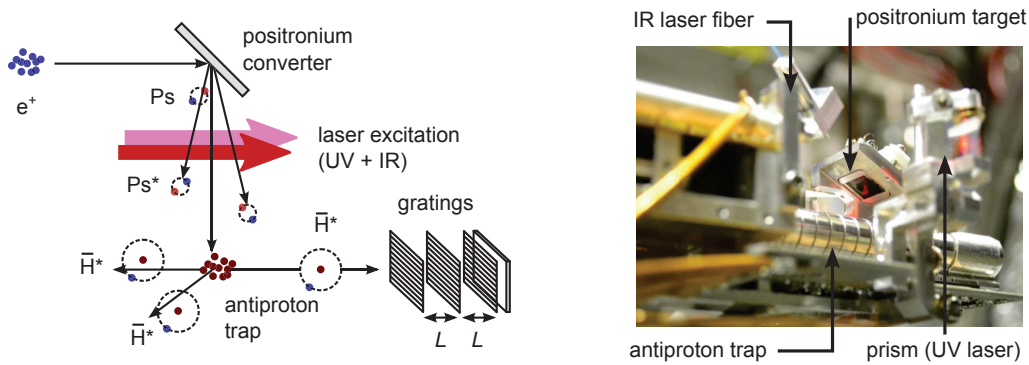 positronium
converter
e⁺
Ps
laser excitation
(UV + IR)
Ps*
H̅*
gratings
H̅*
antiproton
trap
H̅*
L
L
IR laser fiber
positronium target
antiproton trap
prism (UV laser)